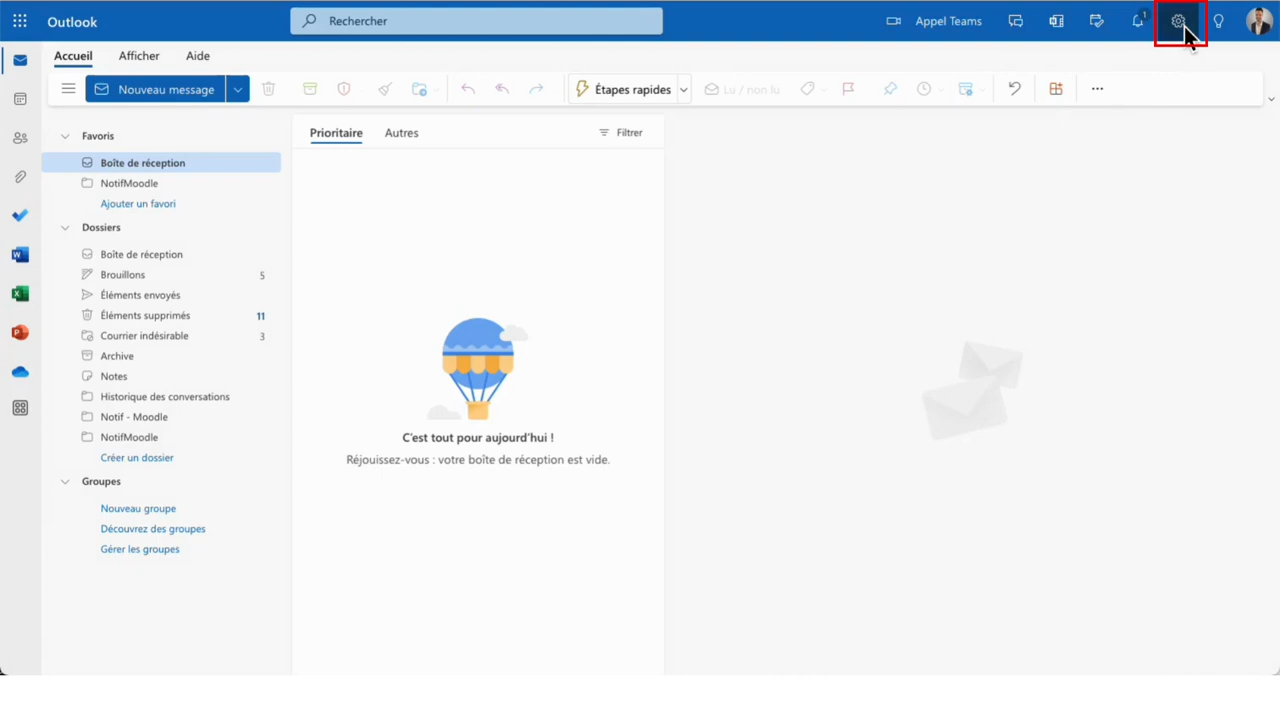 Outlook
Rechercher
Appel Teams
1
Accueil
Afficher
Aide
Nouveau message
Étapes rapides
Lu / non lu
Favoris
Boîte de réception
NotifMoodle
Ajouter un favori
Dossiers
Boîte de réception
Brouillons 5
Éléments envoyés
Éléments supprimés 11
Courrier indésirable 3
Archive
Notes
Historique des conversations
Notif - Moodle
NotifMoodle
Créer un dossier
Groupes
Nouveau groupe
Découvrez des groupes
Gérer les groupes
Prioritaire
Autres
Filtrer
C'est tout pour aujourd'hui !
Réjouissez-vous : votre boîte de réception est vide.